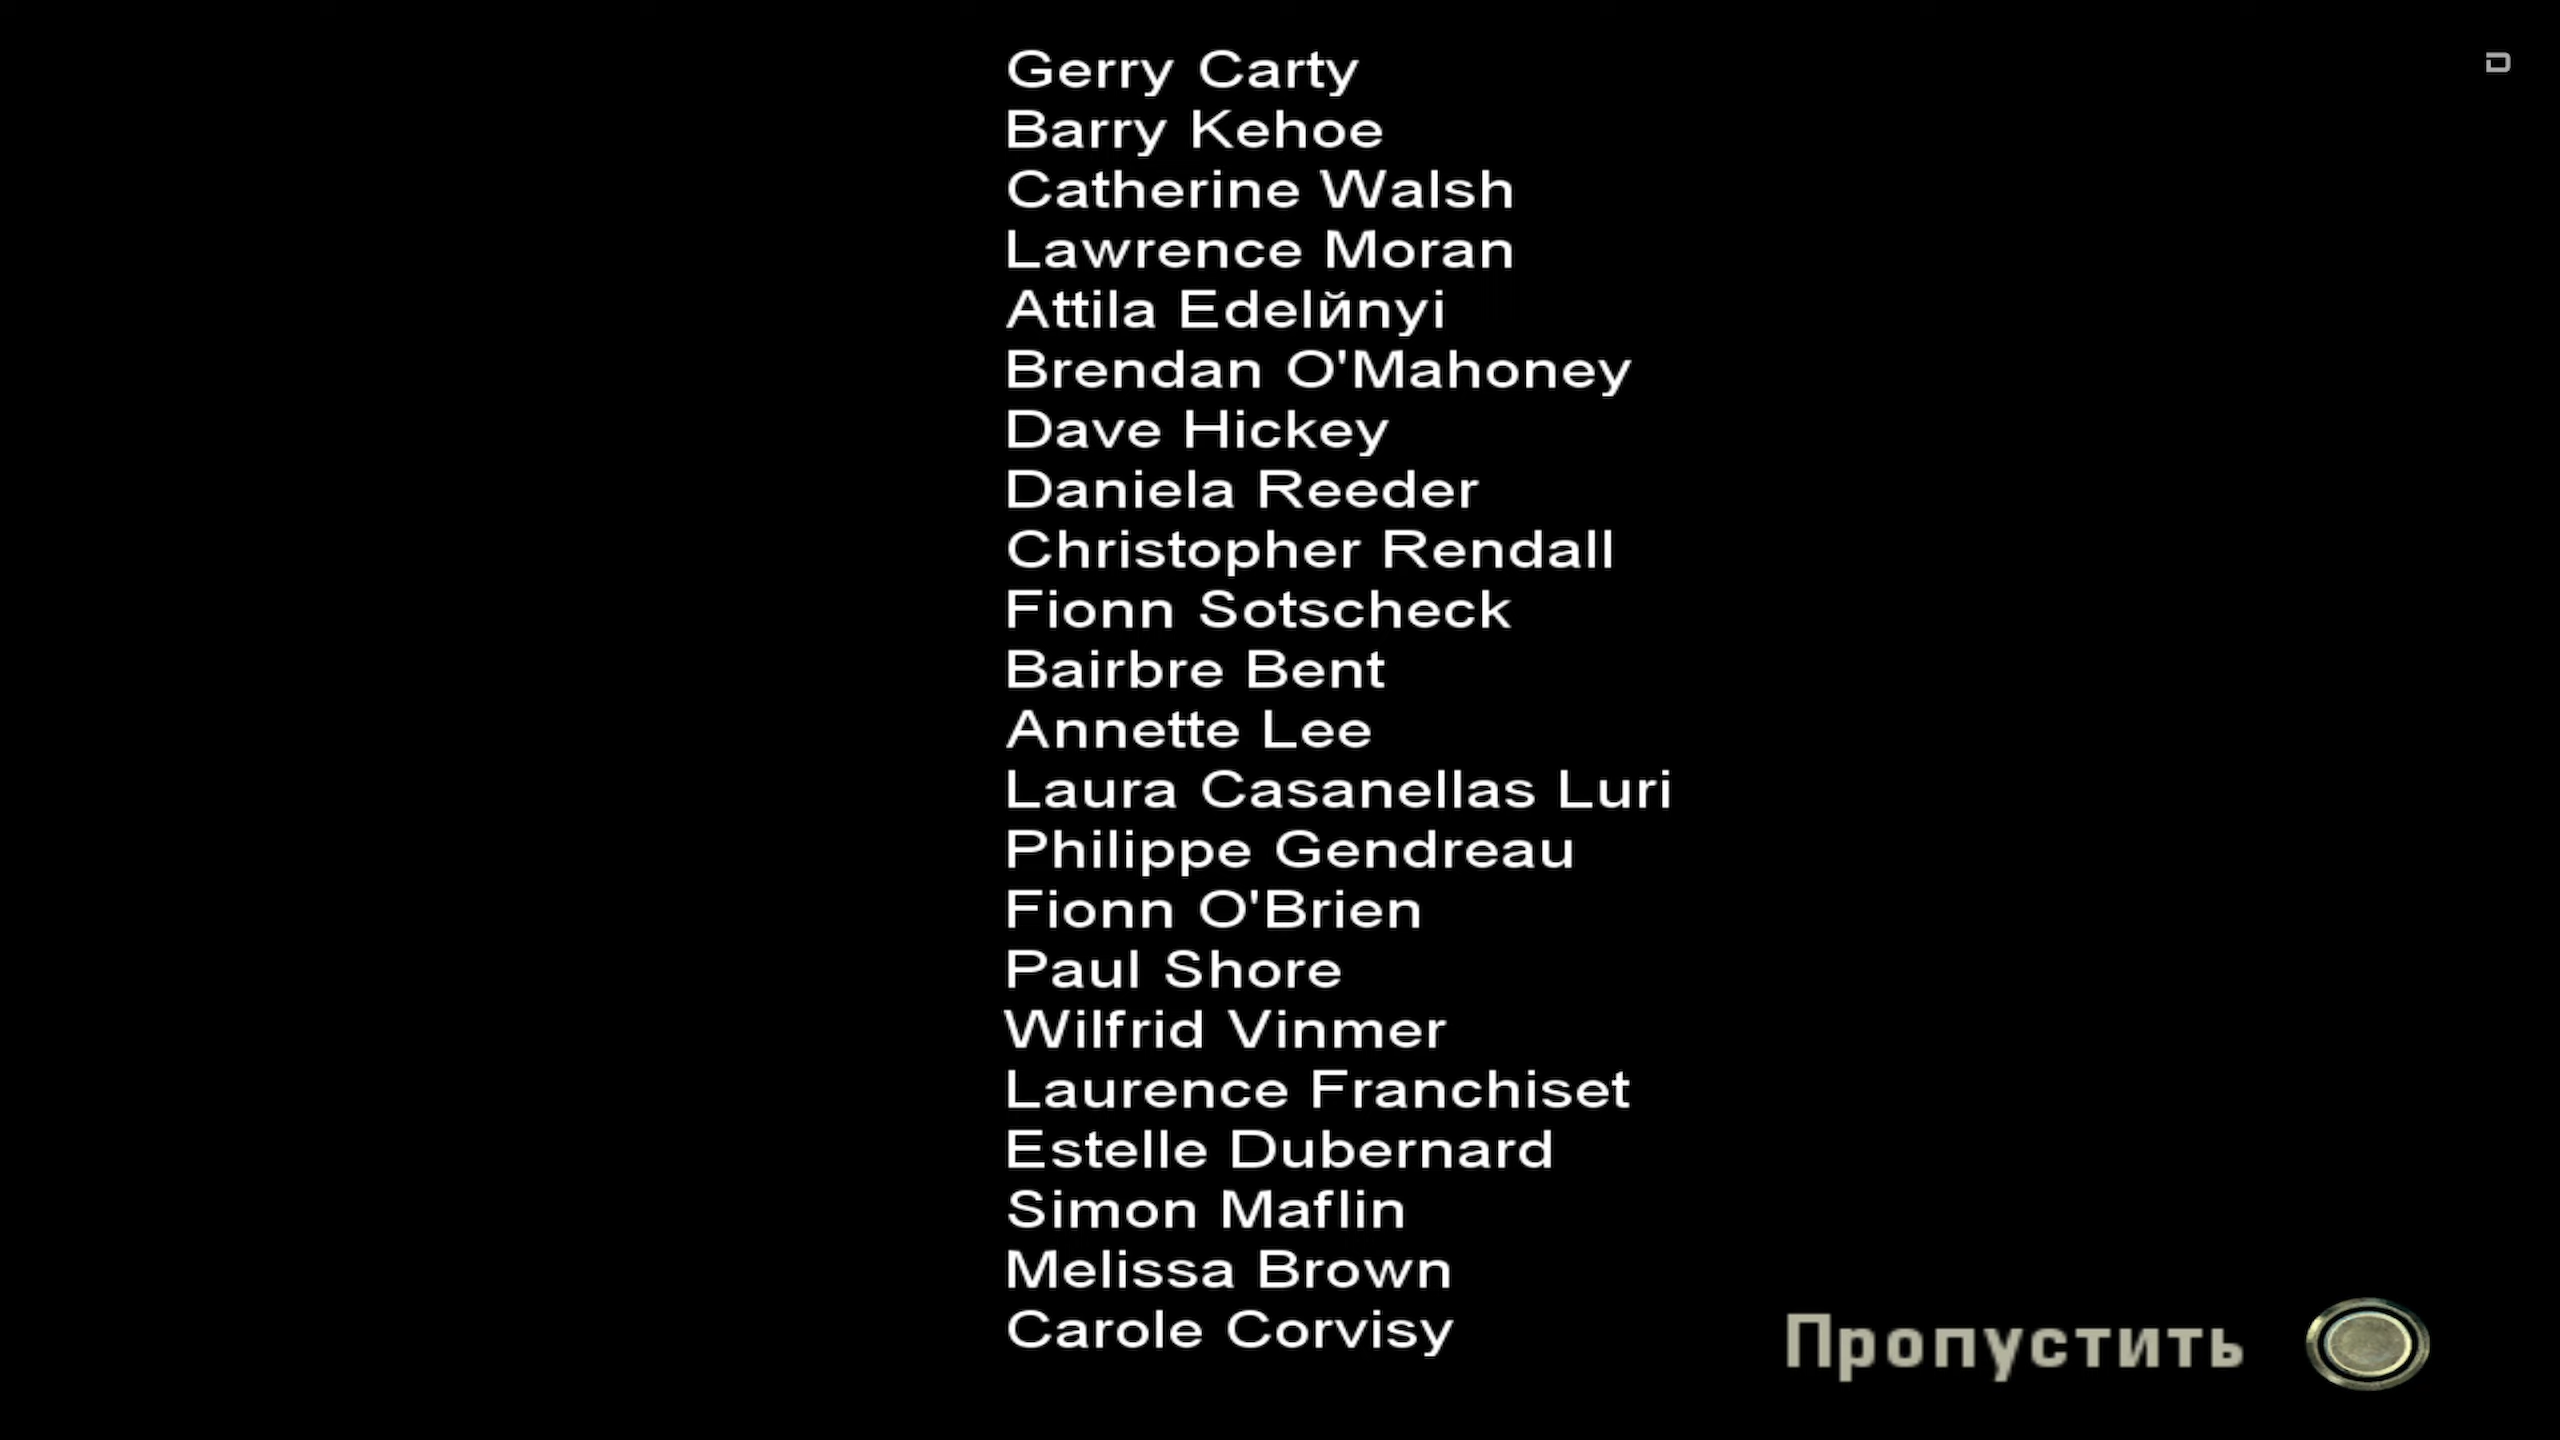 Gerry Carty
Barry Kehoe
Catherine Walsh
Lawrence Moran
Attila Edelйnyi
Brendan O'Mahoney
Dave Hickey
Daniela Reeder
Christopher Rendall
Fionn Sotscheck
Bairbre Bent
Annette Lee
Laura Casanellas Luri
Philippe Gendreau
Fionn O'Brien
Paul Shore
Wilfrid Vinmer
Laurence Franchiset
Estelle Dubernard
Simon Maflin
Melissa Brown
Carole Corvisy
Пропустить